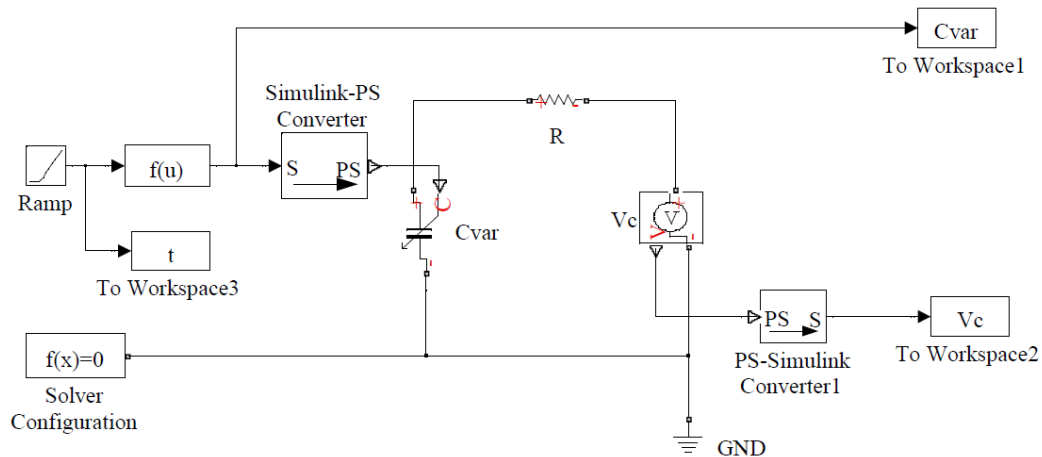 Cvar
To Workspace1
Simulink-PS
Converter
S PS
f(u)
Ramp
t
To Workspace3
+ -
R
+
C
Cvar
-
Vc
V
+
V
-
PS S
PS-Simulink
Converter1
Vc
To Workspace2
f(x)=0
Solver
Configuration
GND